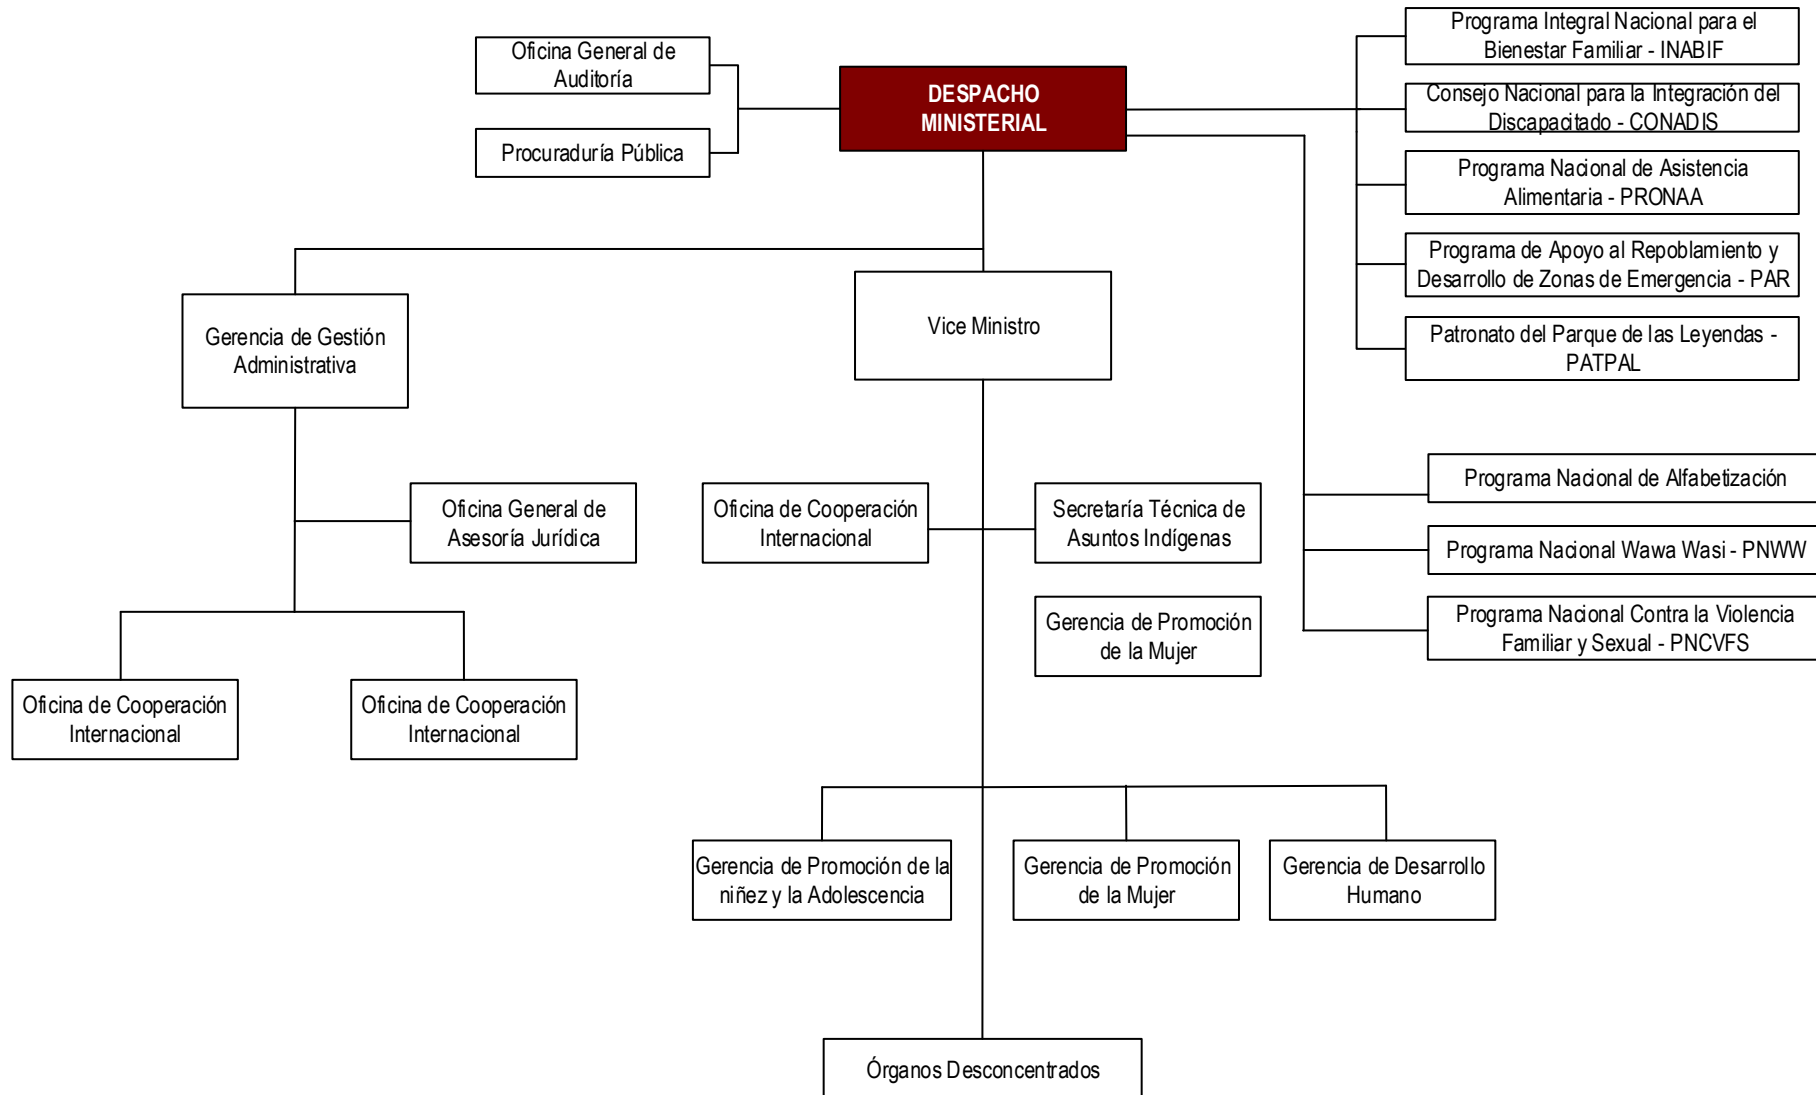 Oficina General de
Auditoría
Procuraduría Pública
DESPACHO
MINISTERIAL
Programa Integral Nacional para el
Bienestar Familiar - INABIF
Consejo Nacional para la Integración del
Discapacitado - CONADIS
Programa Nacional de Asistencia
Alimentaria - PRONAA
Programa de Apoyo al Repoblamiento y
Desarrollo de Zonas de Emergencia - PAR
Patronato del Parque de las Leyendas -
PATPAL
Gerencia de Gestión
Administrativa
Vice Ministro
Programa Nacional de Alfabetización
Programa Nacional Wawa Wasi - PNWW
Programa Nacional Contra la Violencia
Familiar y Sexual - PNCVFS
Oficina General de
Asesoría Jurídica
Oficina de Cooperación
Internacional
Secretaría Técnica de
Asuntos Indígenas
Gerencia de Promoción
de la Mujer
Oficina de Cooperación
Internacional
Oficina de Cooperación
Internacional
Gerencia de Promoción de la
niñez y la Adolescencia
Gerencia de Promoción
de la Mujer
Gerencia de Desarrollo
Humano
Órganos Desconcentrados